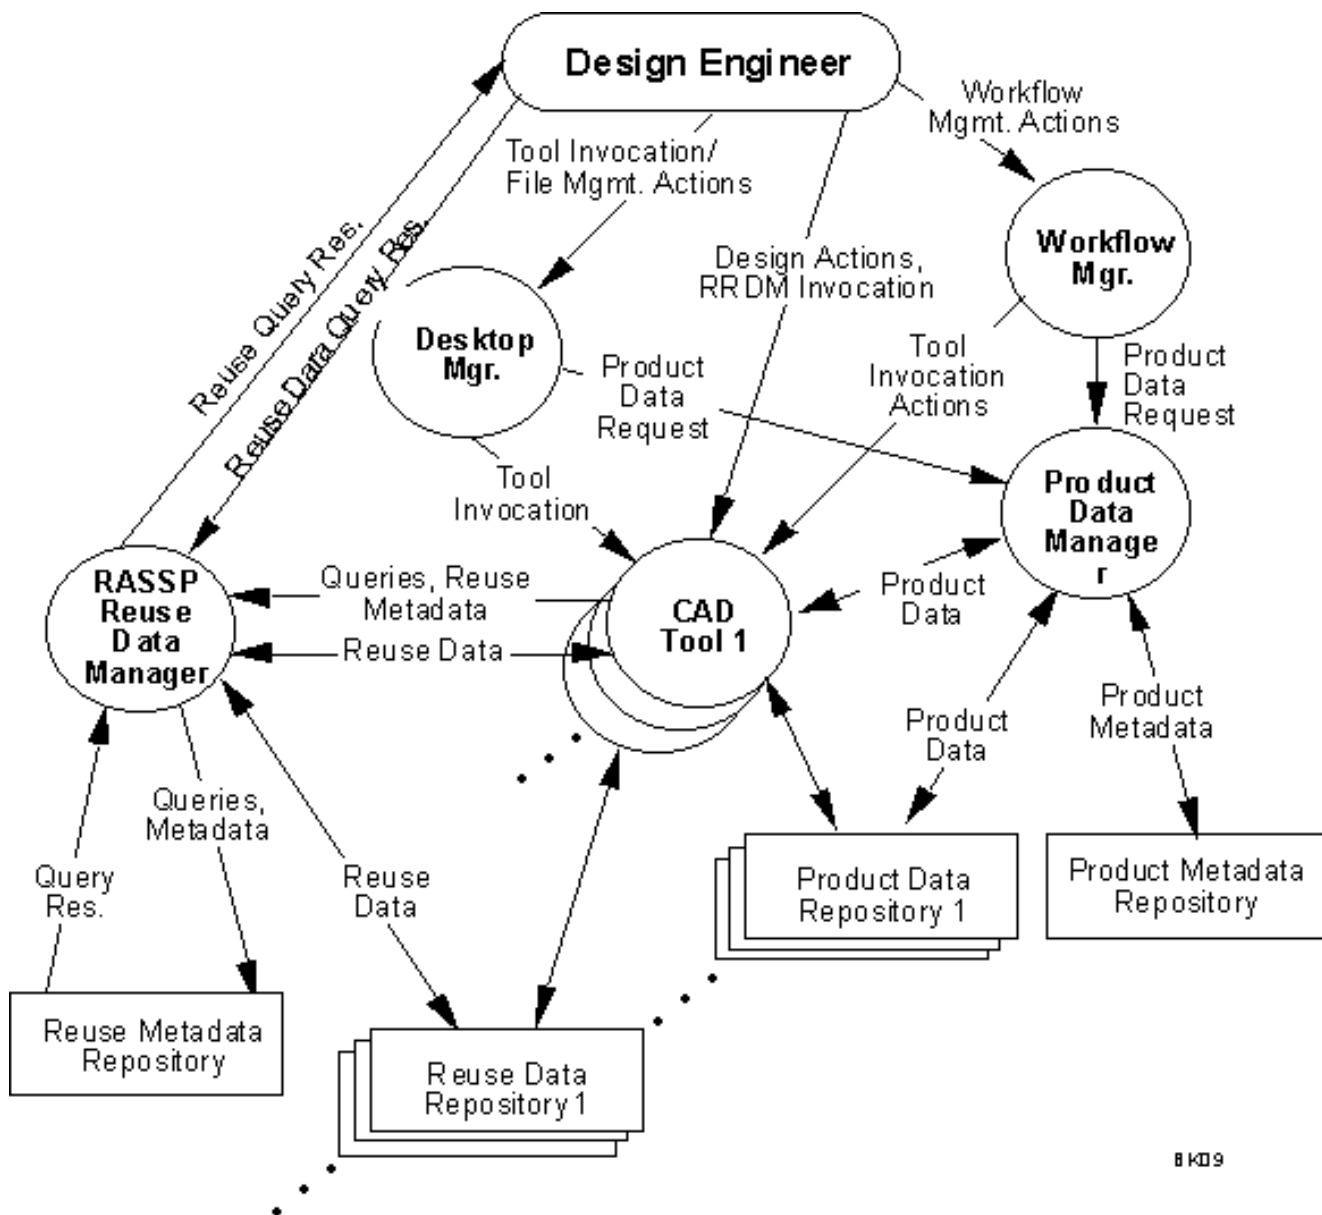 Design Engineer
Workflow
Mgmt. Actions
Tool Invocation/
File Mgmt. Actions
Reuse Query Res.
Reuse Data Query Res.
Workflow
Mgr.
Design Actions,
RRDM Invocation
Desktop
Mgr.
Product
Data
Request
Tool
Invocation
Actions
Product
Data
Request
Tool
Invocation
Product
Data
Manage
r
RASSP
Reuse
Data
Manager
Queries, Reuse
Metadata
Reuse Data
CAD
Tool 1
Product
Data
Product
Data
Product
Metadata
Queries,
Metadata
Query
Res.
Reuse
Data
Product Data
Repository 1
Product Metadata
Repository
Reuse Metadata
Repository
Reuse Data
Repository 1
8K09